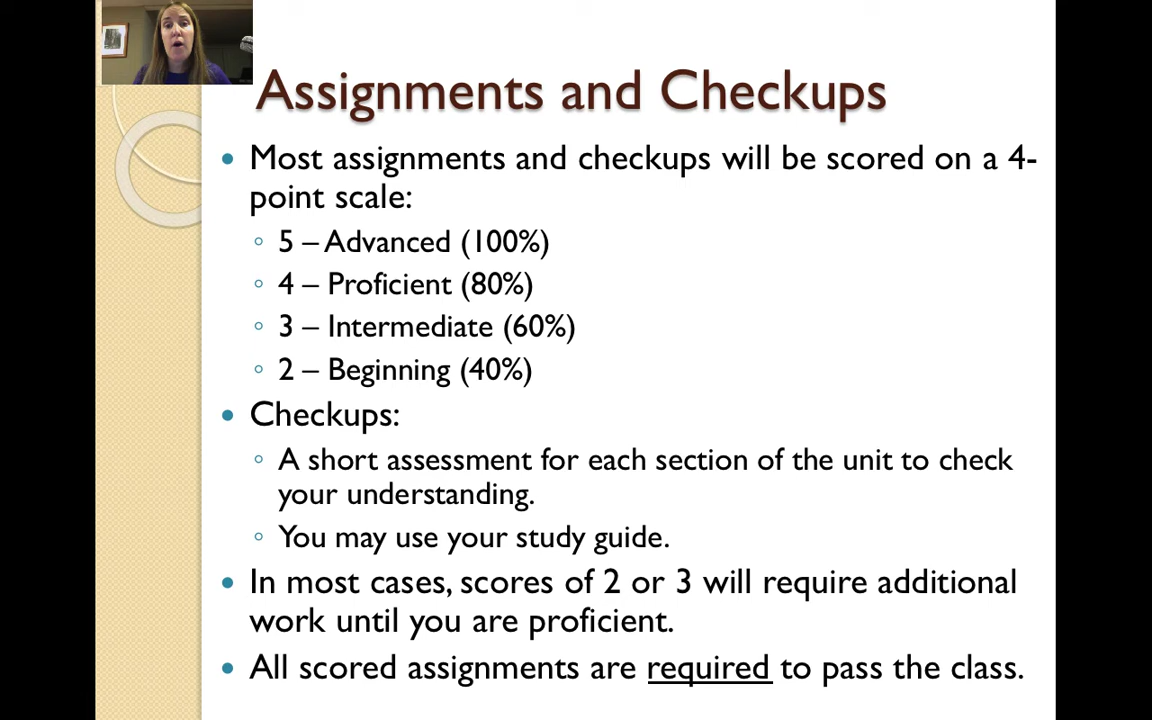 Assignments and Checkups
Most assignments and checkups will be scored on a 4-
point scale:
5 – Advanced (100%)
4 – Proficient (80%)
3 – Intermediate (60%)
2 – Beginning (40%)
Checkups:
A short assessment for each section of the unit to check
your understanding.
You may use your study guide.
In most cases, scores of 2 or 3 will require additional
work until you are proficient.
All scored assignments are required to pass the class.